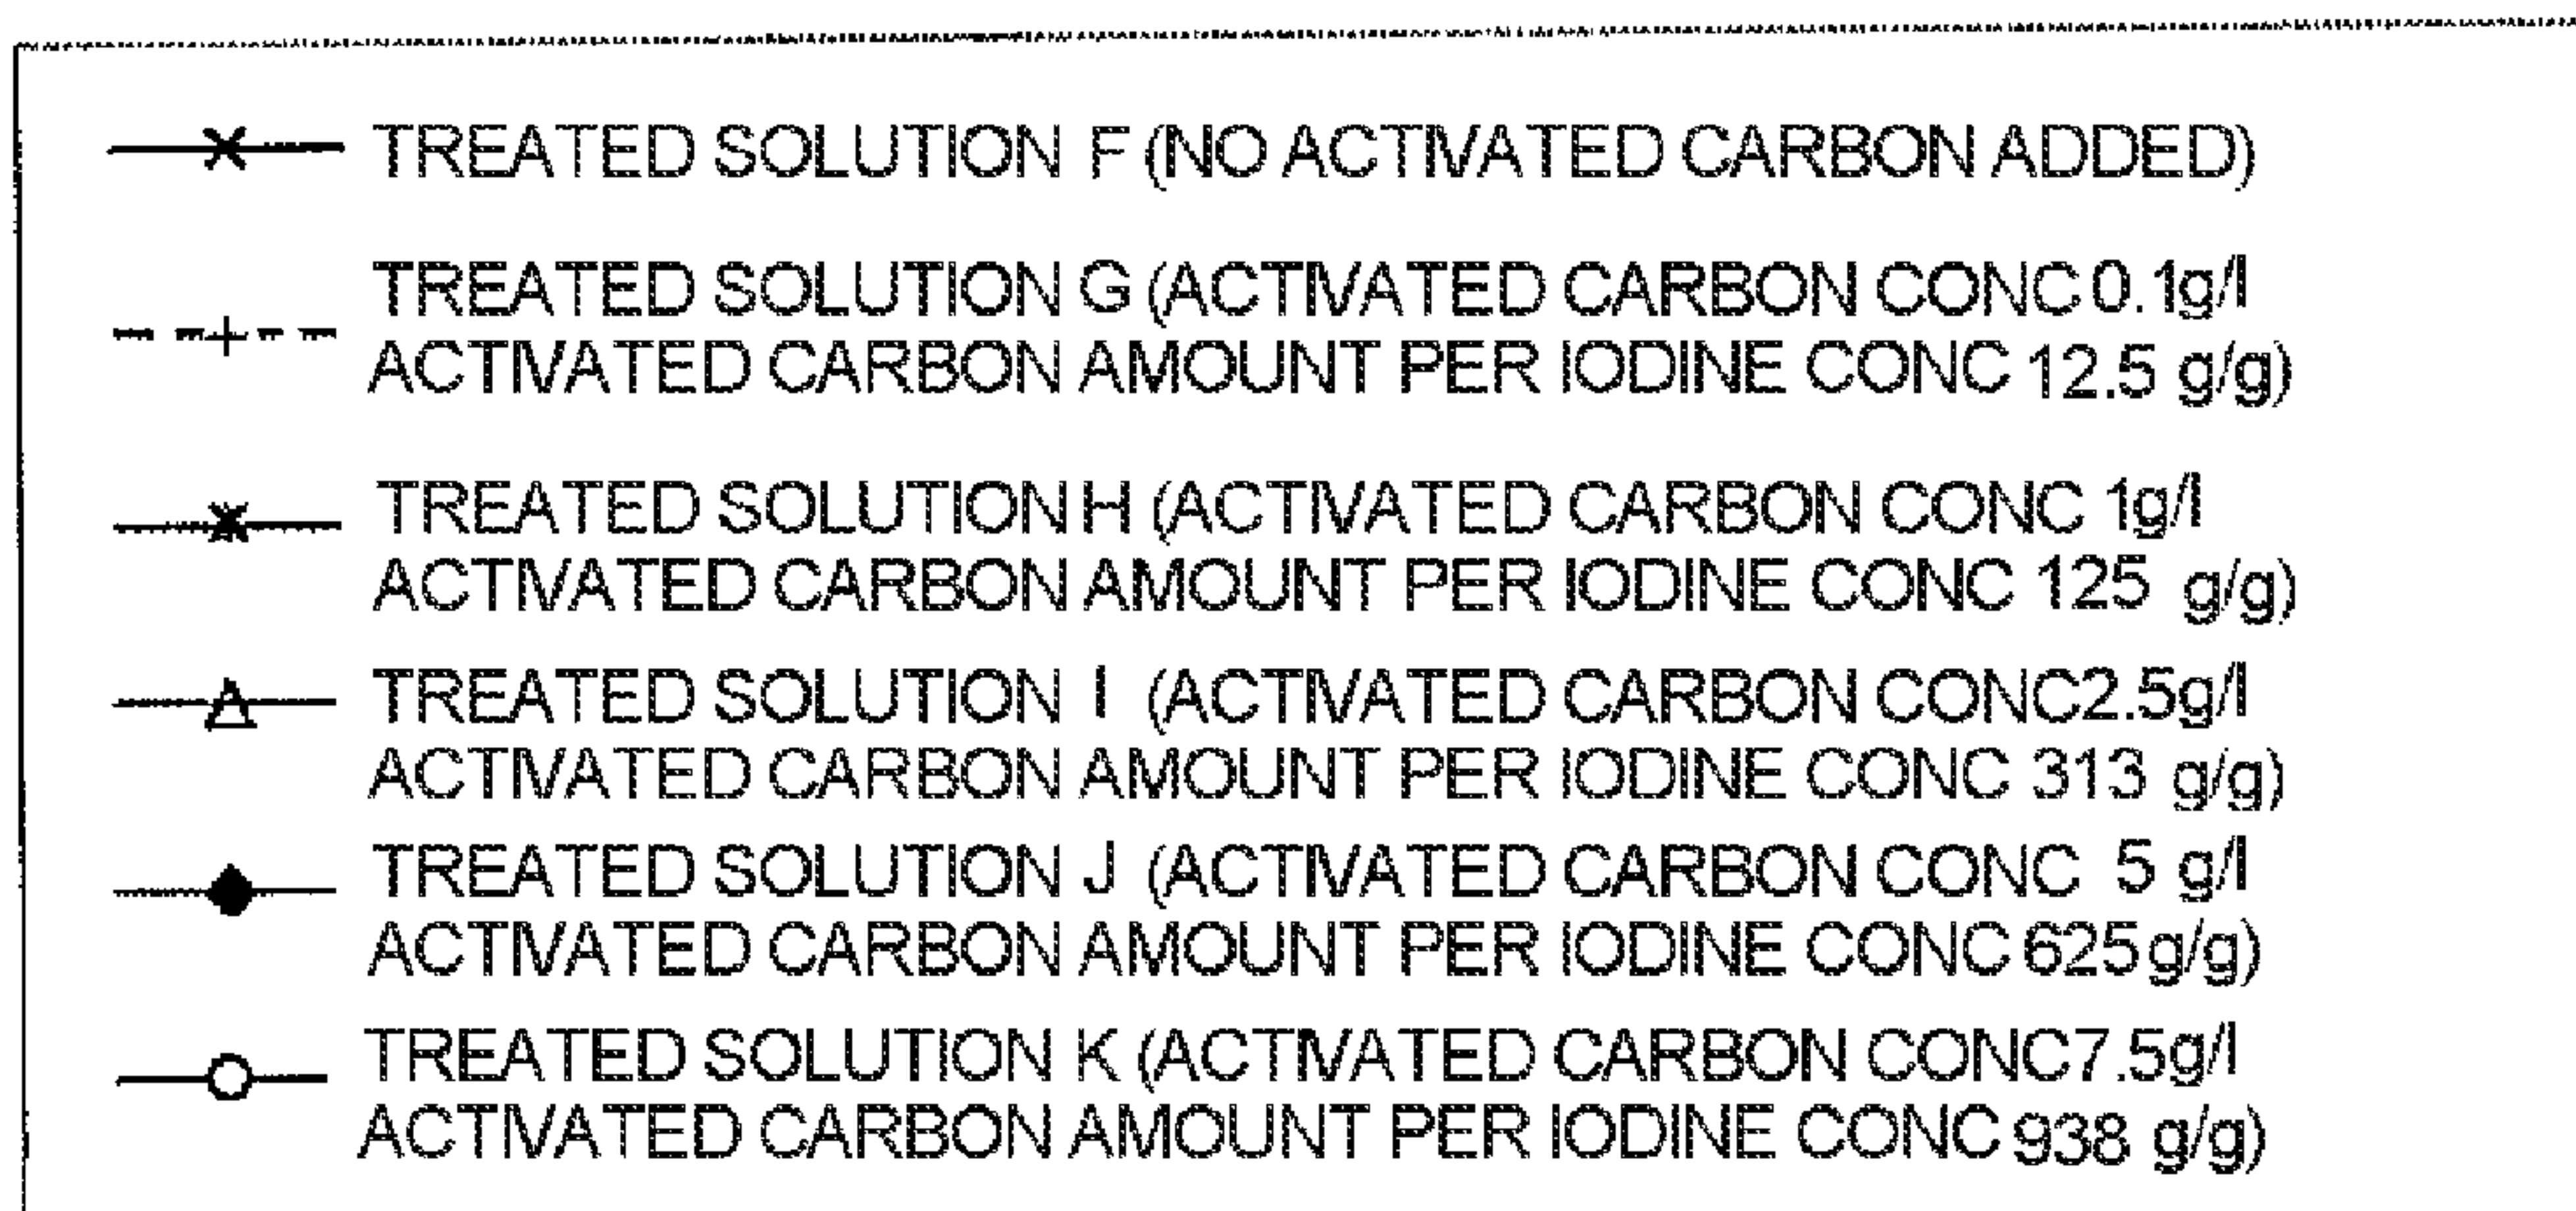 TREATED SOLUTION F (NO ACTIVATED CARBON ADDED)
TREATED SOLUTION G (ACTIVATED CARBON CONC 0.1g/l
ACTIVATED CARBON AMOUNT PER IODINE CONC 12.5 g/g)
TREATED SOLUTION H (ACTIVATED CARBON CONC 1g/l
ACTIVATED CARBON AMOUNT PER IODINE CONC 125 g/g)
TREATED SOLUTION I (ACTIVATED CARBON CONC2.5g/l
ACTIVATED CARBON AMOUNT PER IODINE CONC 313 g/g)
TREATED SOLUTION J (ACTIVATED CARBON CONC 5 g/l
ACTIVATED CARBON AMOUNT PER IODINE CONC 625g/g)
TREATED SOLUTION K (ACTIVATED CARBON CONC7.5g/l
ACTIVATED CARBON AMOUNT PER IODINE CONC 938 g/g)